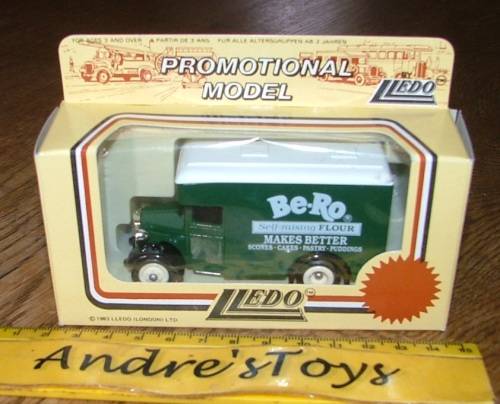 FOR AGES 3 AND OVER A PARTIR DE 3 ANS FUR ALLE ALTERSGRUPPEN AB 3 JAHREN
PROMOTIONAL
MODEL
LLEDO
Be-Ro®
Self-raising FLOUR
MAKES BETTER
SCONES · CAKES · PASTRY · PUDDINGS
LLEDO™
© 1983 LLEDO (LONDON) LTD.
Andre'sToys